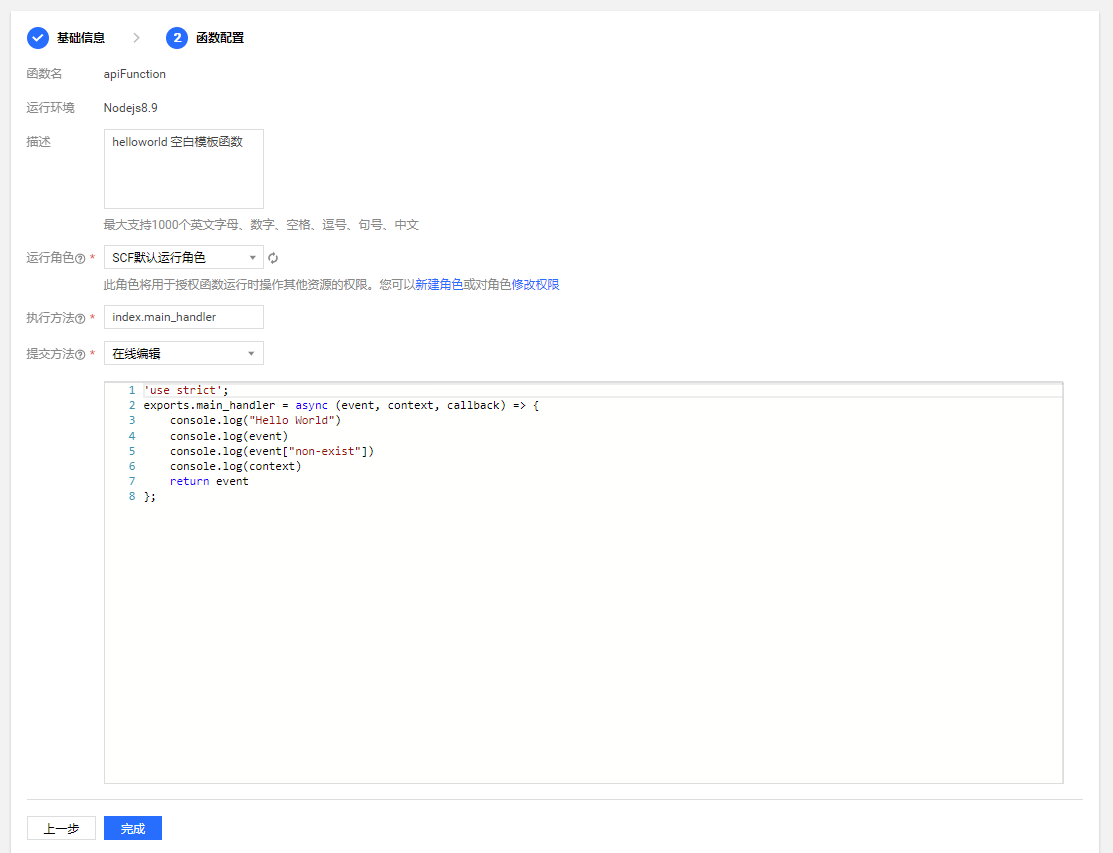 基础信息 2 函数配置
函数名 apiFunction
运行环境 Nodejs8.9
描述 helloworld 空白模板函数
最大支持1000个英文字母、数字、空格、逗号、句号、中文
运行角色 * SCF默认运行角色
此角色将用于授权函数运行时操作其他资源的权限。您可以新建角色或对角色修改权限
执行方法 * index.main_handler
提交方法 * 在线编辑
1 'use strict';
2 exports.main_handler = async (event, context, callback) => {
3     console.log("Hello World")
4     console.log(event)
5     console.log(event["non-exist"])
6     console.log(context)
7     return event
8 };
上一步 完成